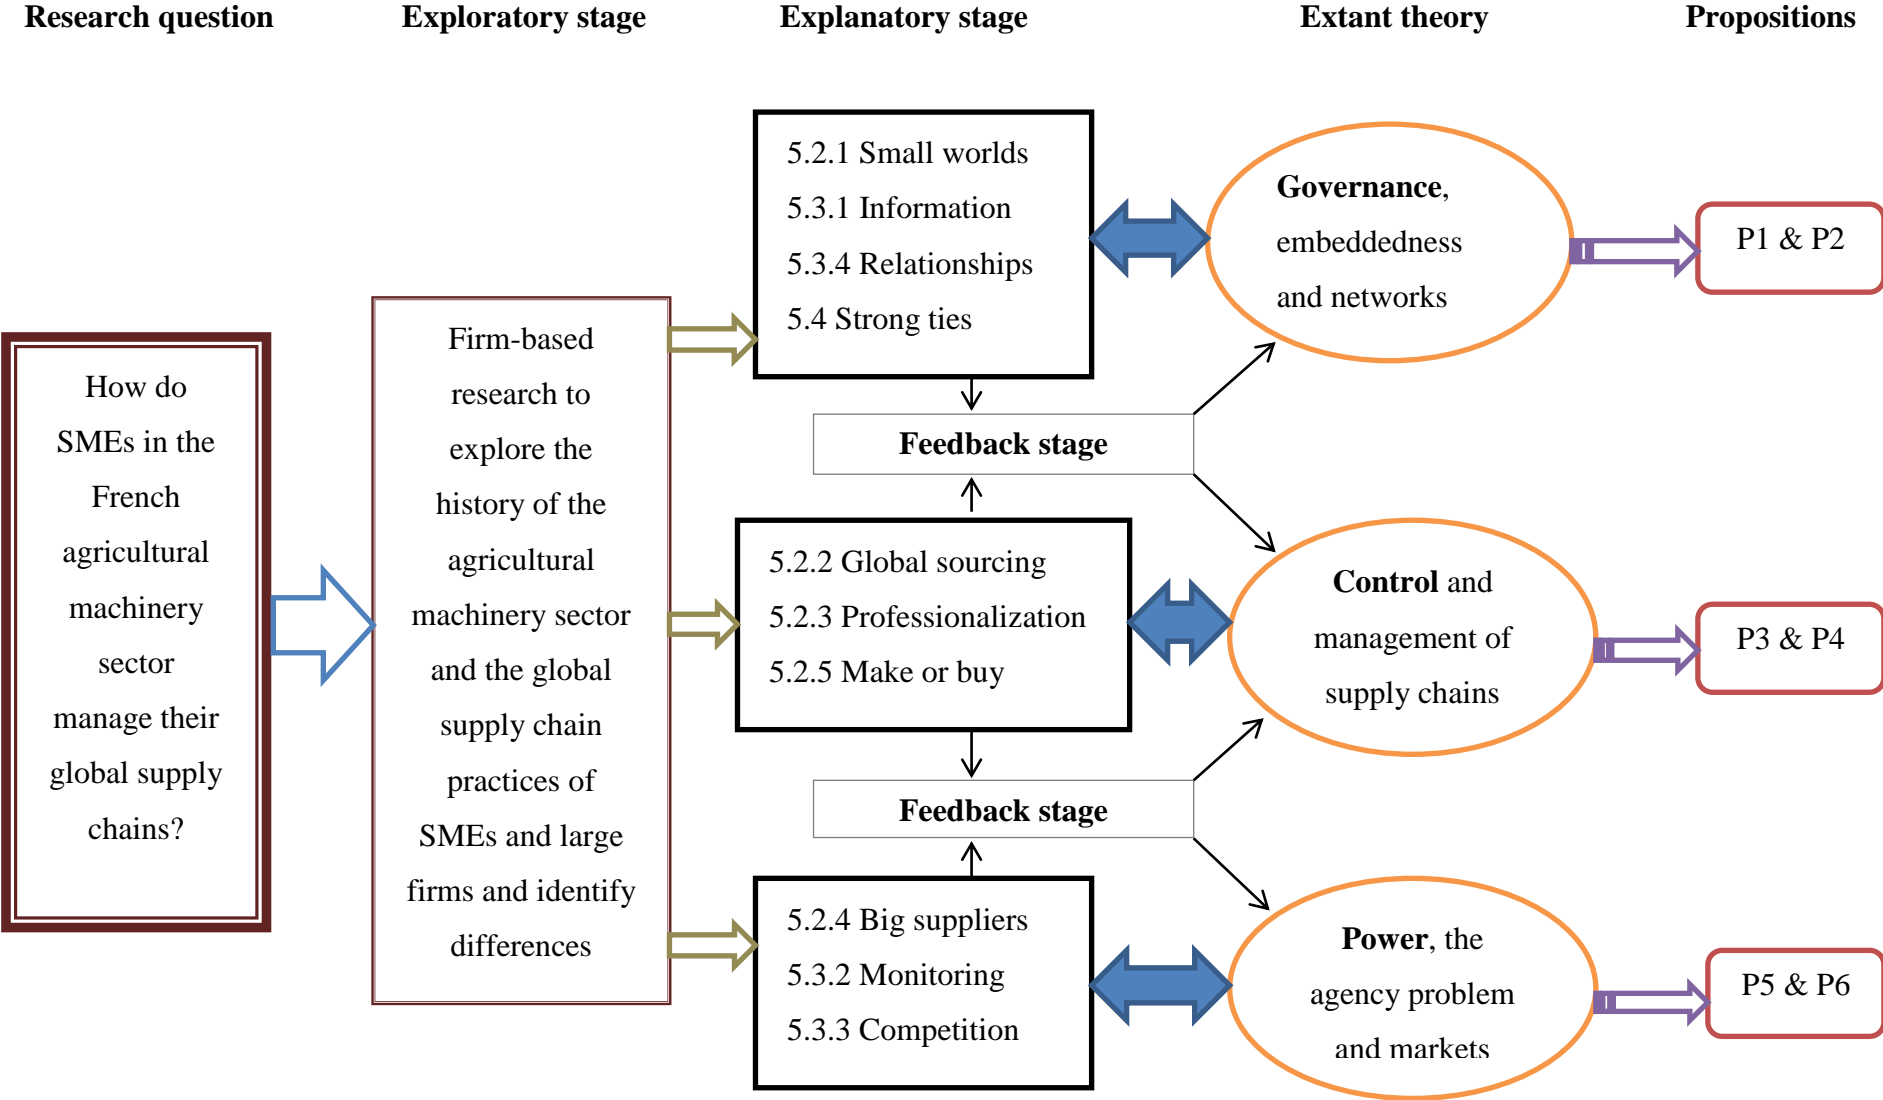 Research question
Exploratory stage
Explanatory stage
Extant theory
Propositions
How do
SMEs in the
French
agricultural
machinery
sector
manage their
global supply
chains?
Firm-based
research to
explore the
history of the
agricultural
machinery sector
and the global
supply chain
practices of
SMEs and large
firms and identify
differences
5.2.1 Small worlds
5.3.1 Information
5.3.4 Relationships
5.4 Strong ties
Feedback stage
5.2.2 Global sourcing
5.2.3 Professionalization
5.2.5 Make or buy
Feedback stage
5.2.4 Big suppliers
5.3.2 Monitoring
5.3.3 Competition
Governance,
embeddedness
and networks
Control and
management of
supply chains
Power, the
agency problem
and markets
P1 & P2
P3 & P4
P5 & P6